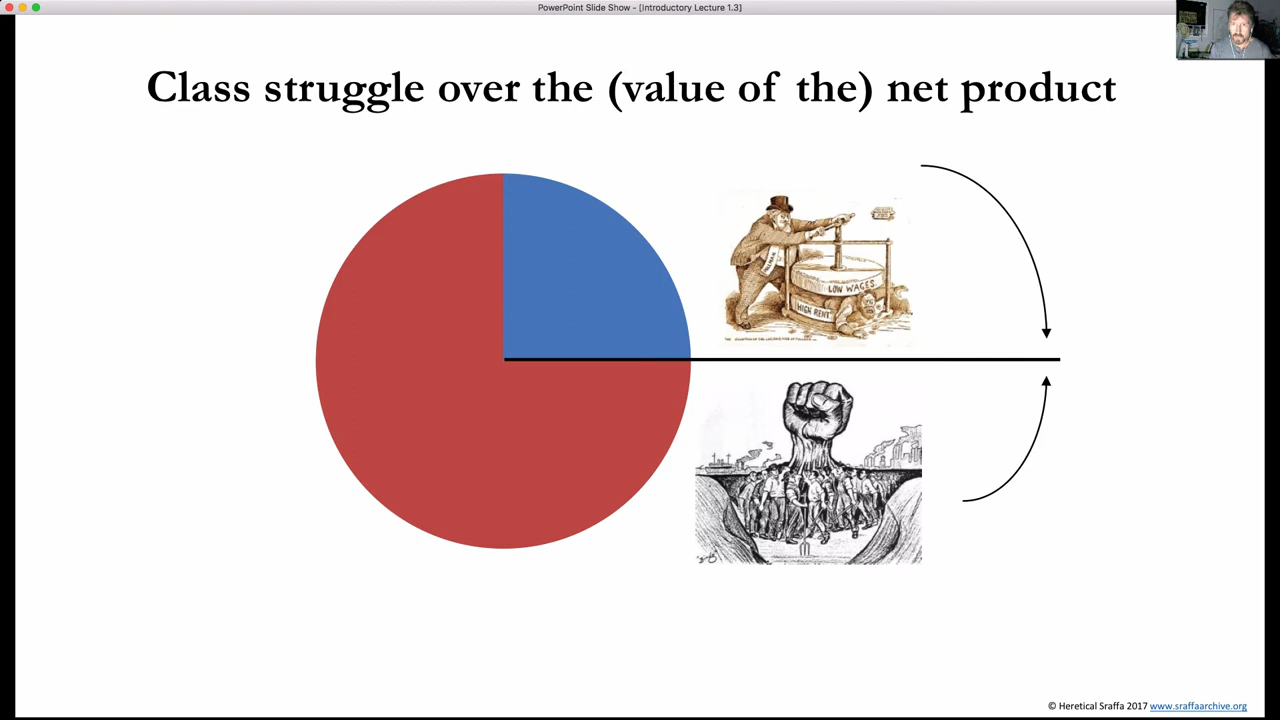 PowerPoint Slide Show - [Introductory Lecture 1.3]
Class struggle over the (value of the) net product
LOW WAGES
HIGH RENT
© Heretical Sraffa 2017 www.sraffaarchive.org